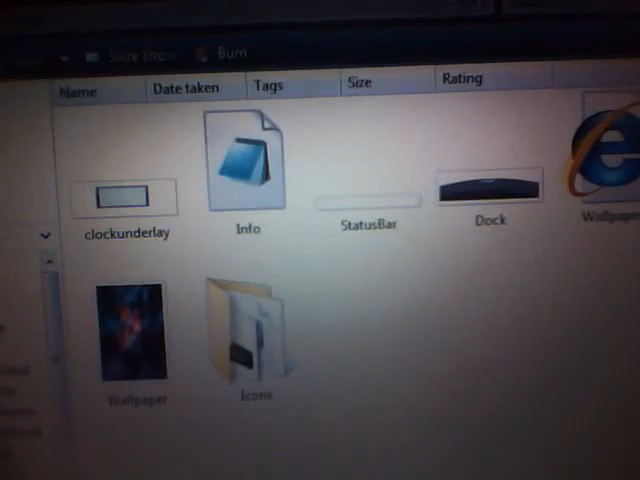 Slide Show Burn
Name Date taken Tags Size Rating
clockunderlay Info StatusBar Dock Wallpaper
Wallpaper Icons